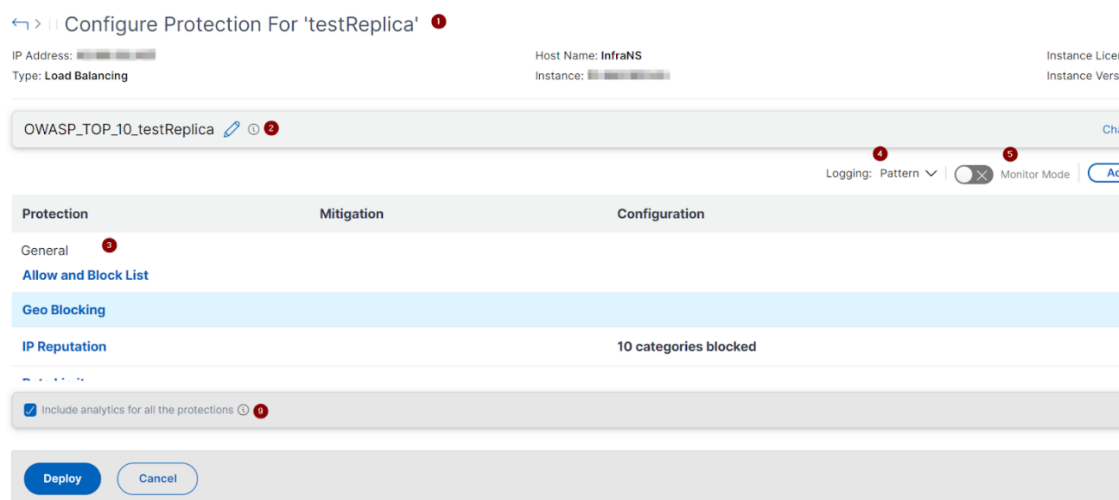 Configure Protection For 'testReplica' 1
IP Address:
Host Name: InfraNS
Instance
Type: Load Balancing
Instance:
Instance
OWASP_TOP_10_testReplica 2
4 5
Logging: Pattern Monitor Mode
Protection Mitigation Configuration
General 3
Allow and Block List
Geo Blocking
IP Reputation 10 categories blocked
Include analytics for all the protections 9
Deploy Cancel